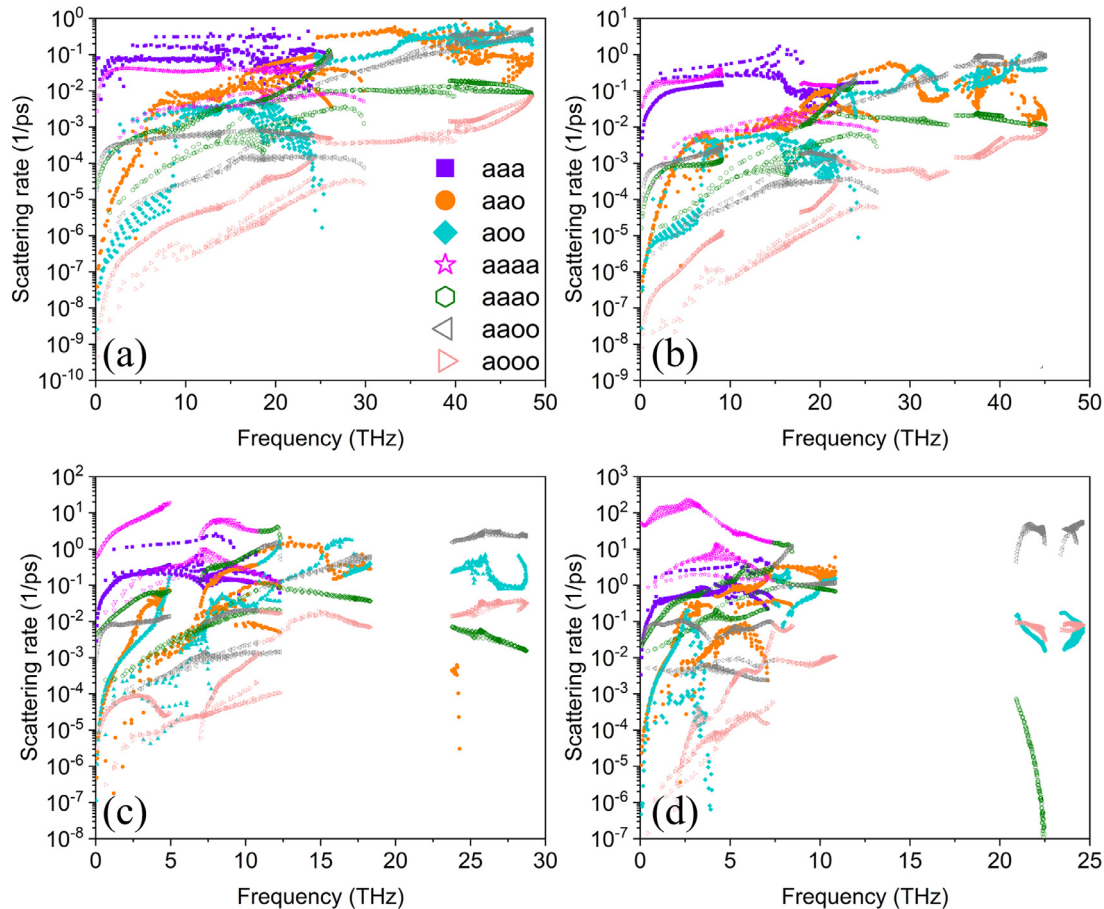 10^0
10^-1
10^-2
10^-3
10^-4
10^-5
10^-6
10^-7
10^-8
10^-9
10^-10
Scattering rate (1/ps)
aaa
aao
aoo
aaaa
aaao
aaoo
aooo
(a)
0 10 20 30 40 50
Frequency (THz)
10^1
10^0
10^-1
10^-2
10^-3
10^-4
10^-5
10^-6
10^-7
10^-8
10^-9
Scattering rate (1/ps)
(b)
0 10 20 30 40 50
Frequency (THz)
10^2
10^1
10^0
10^-1
10^-2
10^-3
10^-4
10^-5
10^-6
10^-7
10^-8
Scattering rate (1/ps)
(c)
0 5 10 15 20 25 30
Frequency (THz)
10^3
10^2
10^1
10^0
10^-1
10^-2
10^-3
10^-4
10^-5
10^-6
10^-7
Scattering rate (1/ps)
(d)
0 5 10 15 20 25
Frequency (THz)